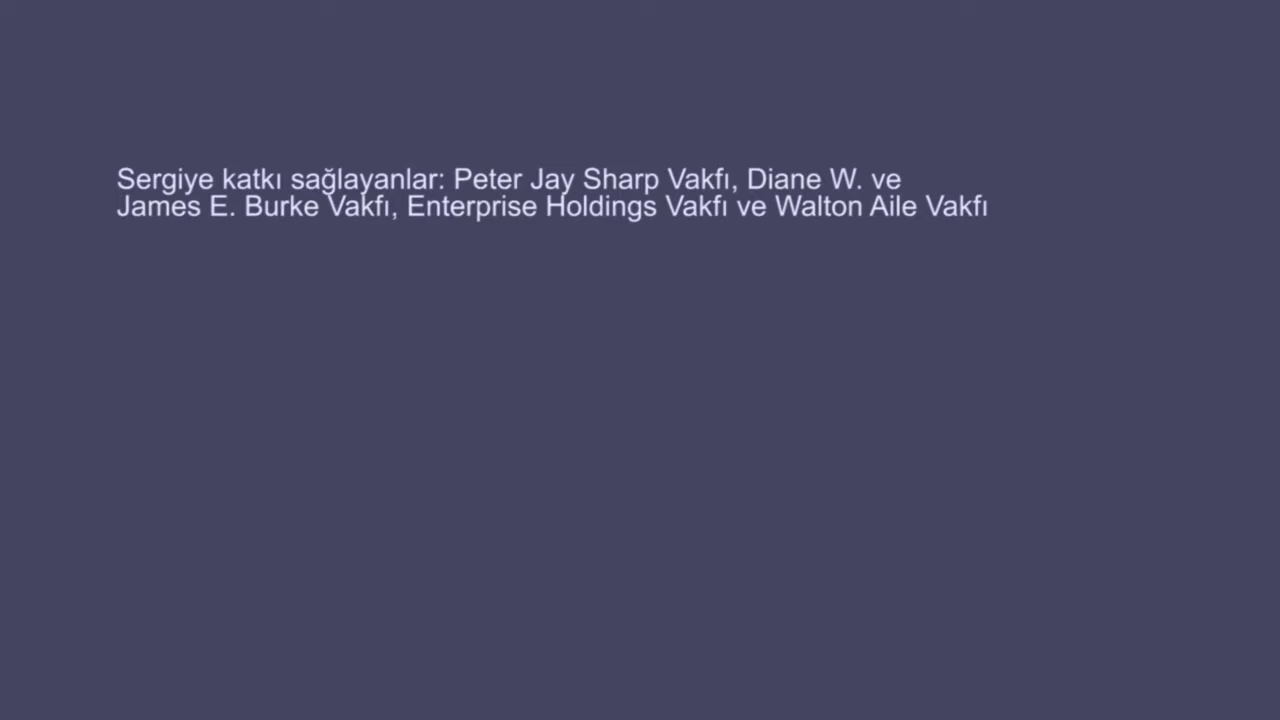 Sergiye katkı sağlayanlar: Peter Jay Sharp Vakfı, Diane W. ve
James E. Burke Vakfı, Enterprise Holdings Vakfı ve Walton Aile Vakfı